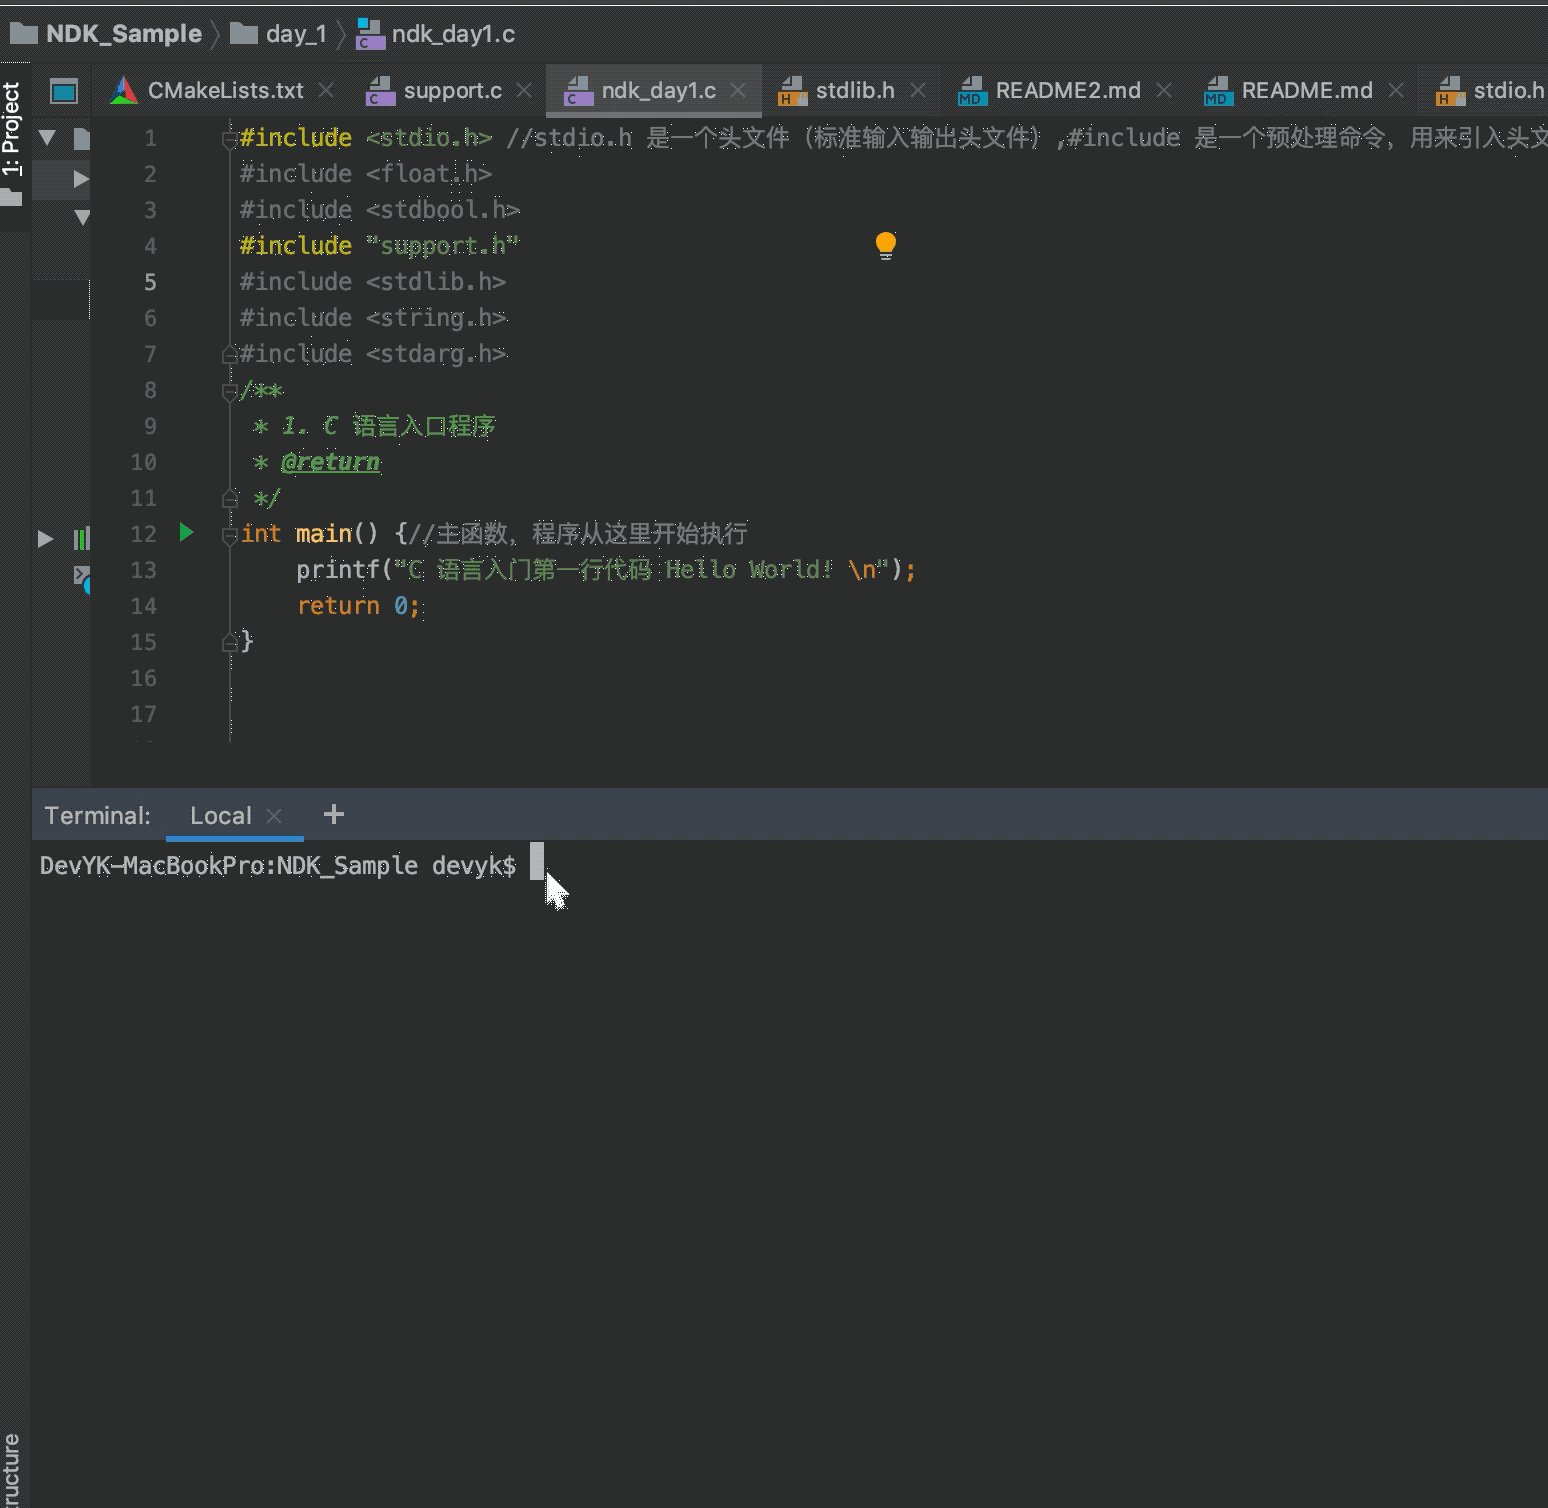 NDK_Sample day_1 ndk_day1.c
1: Project
CMakeLists.txt support.c ndk_day1.c stdlib.h README2.md README.md stdio.h
1 #include <stdio.h> //stdio.h 是一个头文件（标准输入输出头文件）,#include 是一个预处理命令，用来引入头文
2 #include <float.h>
3 #include <stdbool.h>
4 #include "support.h"
5 #include <stdlib.h>
6 #include <string.h>
7 #include <stdarg.h>
8 /**
9 * 1. C 语言入口程序
10 * @return
11 */
12 int main() {//主函数，程序从这里开始执行
13 printf("C 语言入门第一行代码 Hello World! \n");
14 return 0;
15 }
16
17
Terminal: Local +
DevYK-MacBookPro:NDK_Sample devyk$
ructure